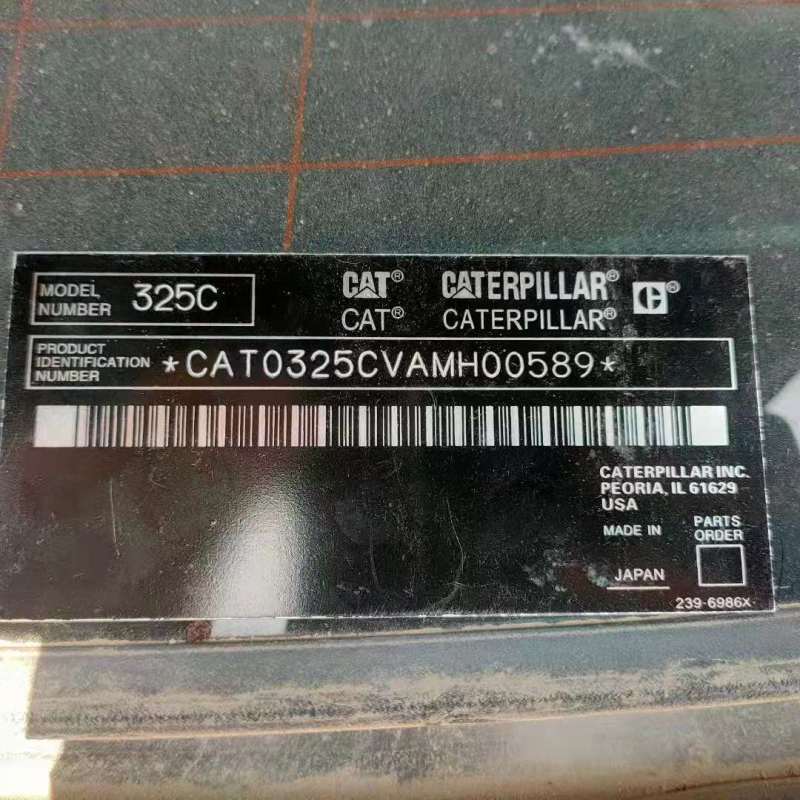 MODEL
NUMBER 325C
CAT® CATERPILLAR® C®
CAT® CATERPILLAR®
PRODUCT
IDENTIFICATION
NUMBER
*CAT0325CVAMH00589*
CATERPILLAR INC.
PEORIA, IL 61629
USA
MADE IN
JAPAN
PARTS
ORDER
239-6986X